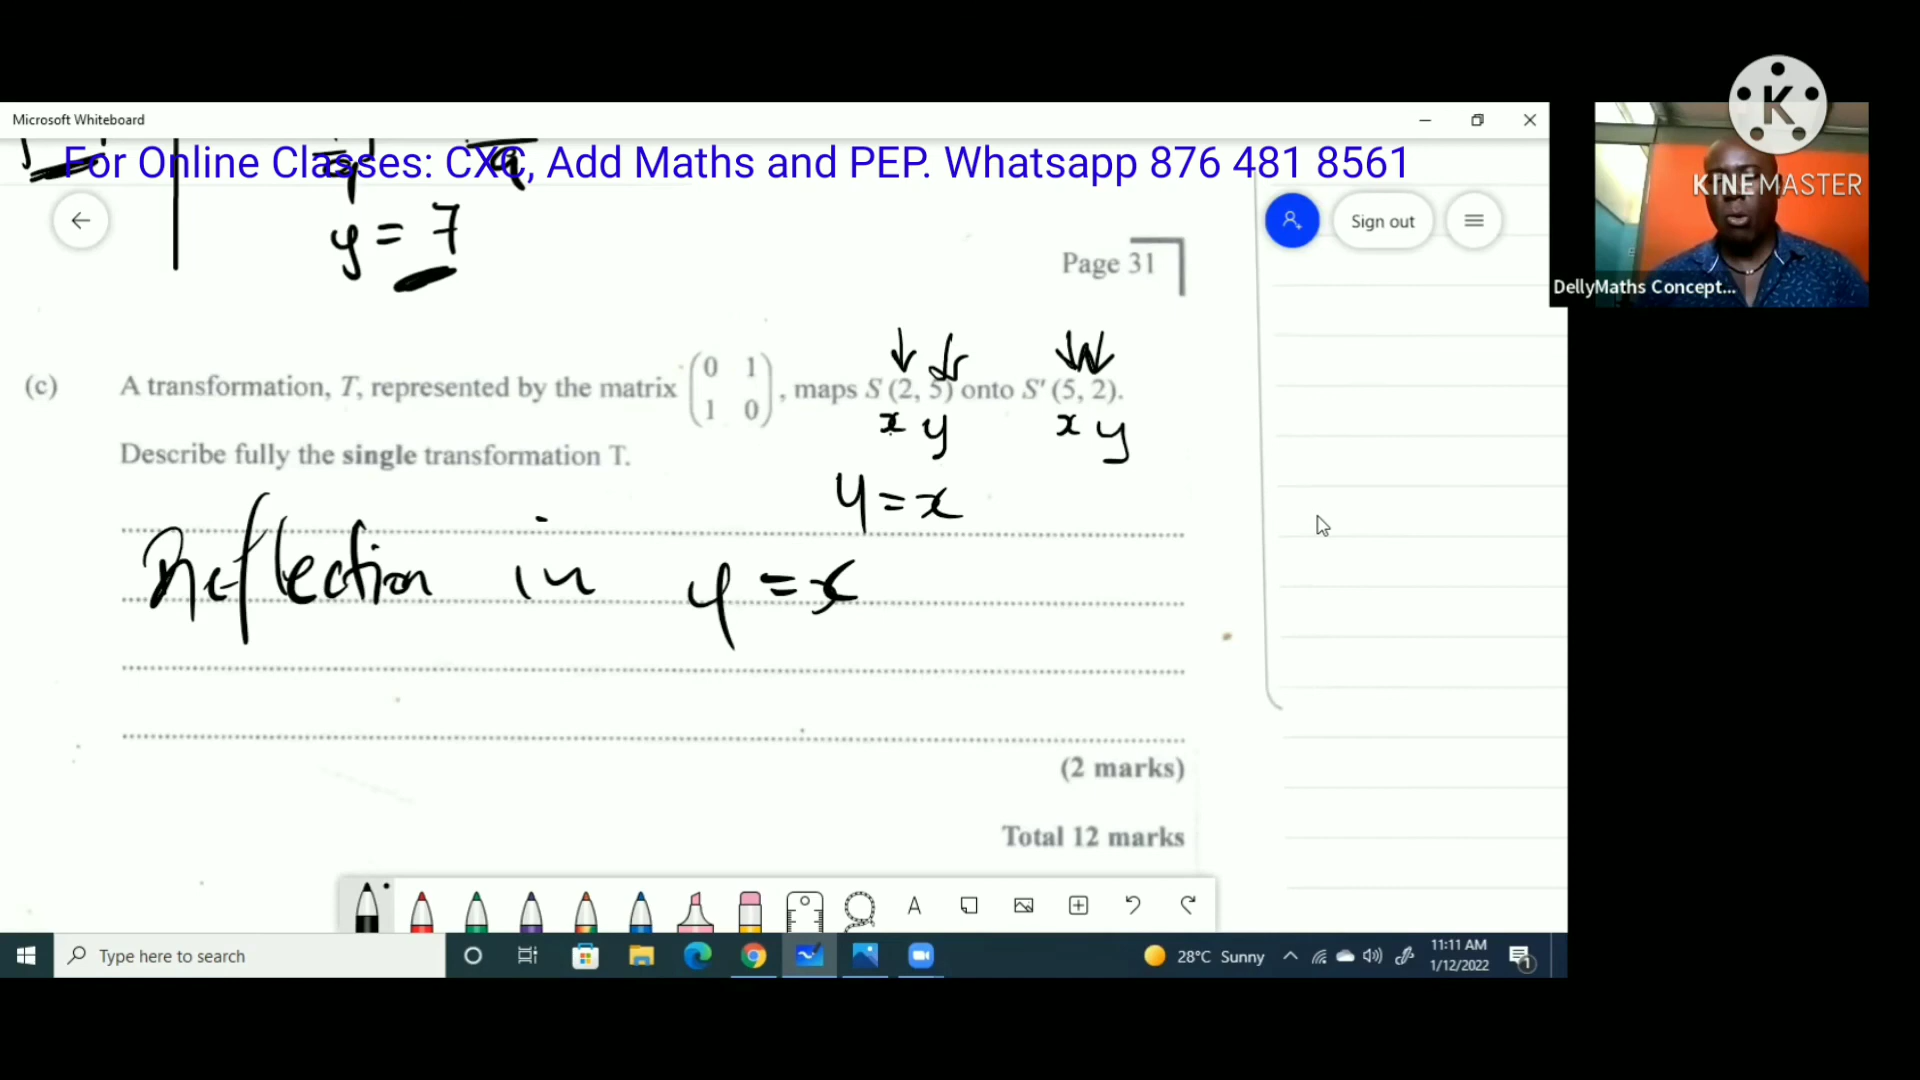 Microsoft Whiteboard
For Online Classes: CXC, Add Maths and PEP. Whatsapp 876 481 8561
KINEMASTER
K
y = 7
Sign out
Page 31
DellyMaths Concept...
(c) A transformation, T, represented by the matrix (0 1
1 0), maps S (2, 5) onto S' (5, 2).
x y x y
Describe fully the single transformation T.
y = x
Reflection in y = x
(2 marks)
Total 12 marks
A
Type here to search
28°C Sunny
11:11 AM
1/12/2022
1